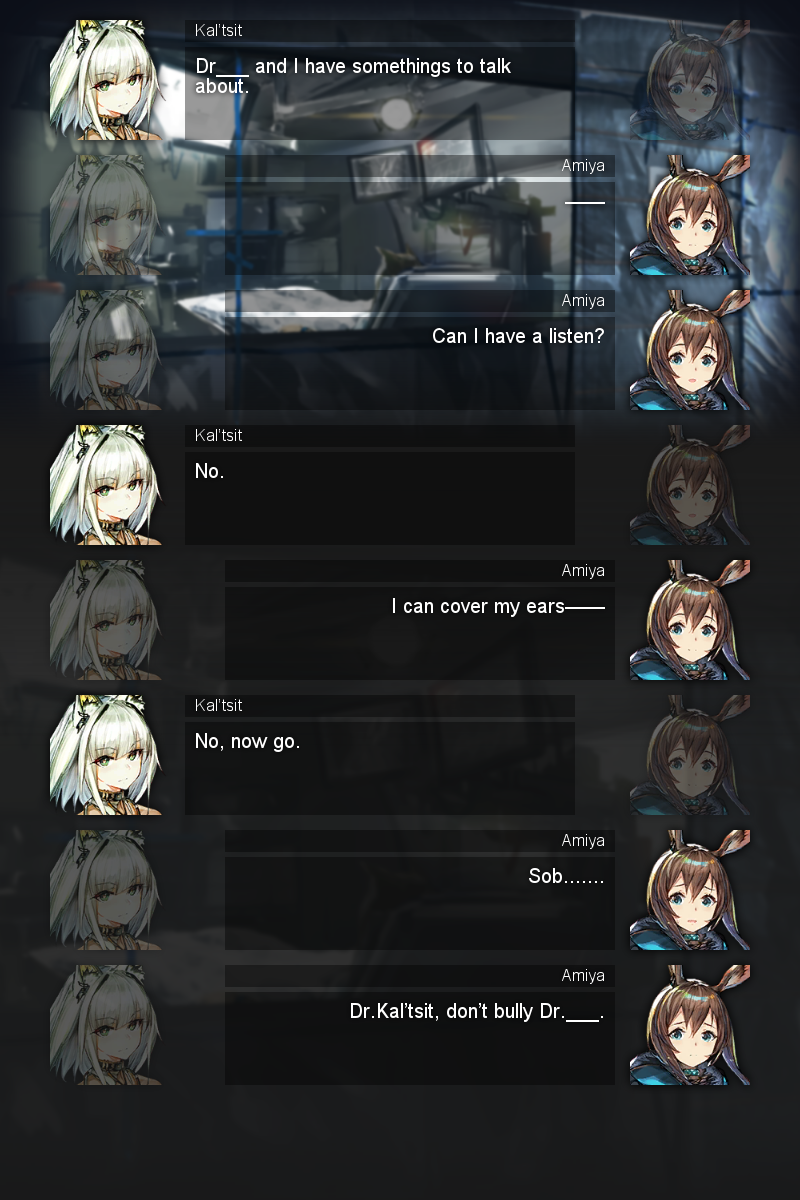 Kal'tsit
Dr___ and I have somethings to talk
about.
Amiya
——
Amiya
Can I have a listen?
Kal'tsit
No.
Amiya
I can cover my ears——
Kal'tsit
No, now go.
Amiya
Sob.......
Amiya
Dr.Kal'tsit, don't bully Dr.___.